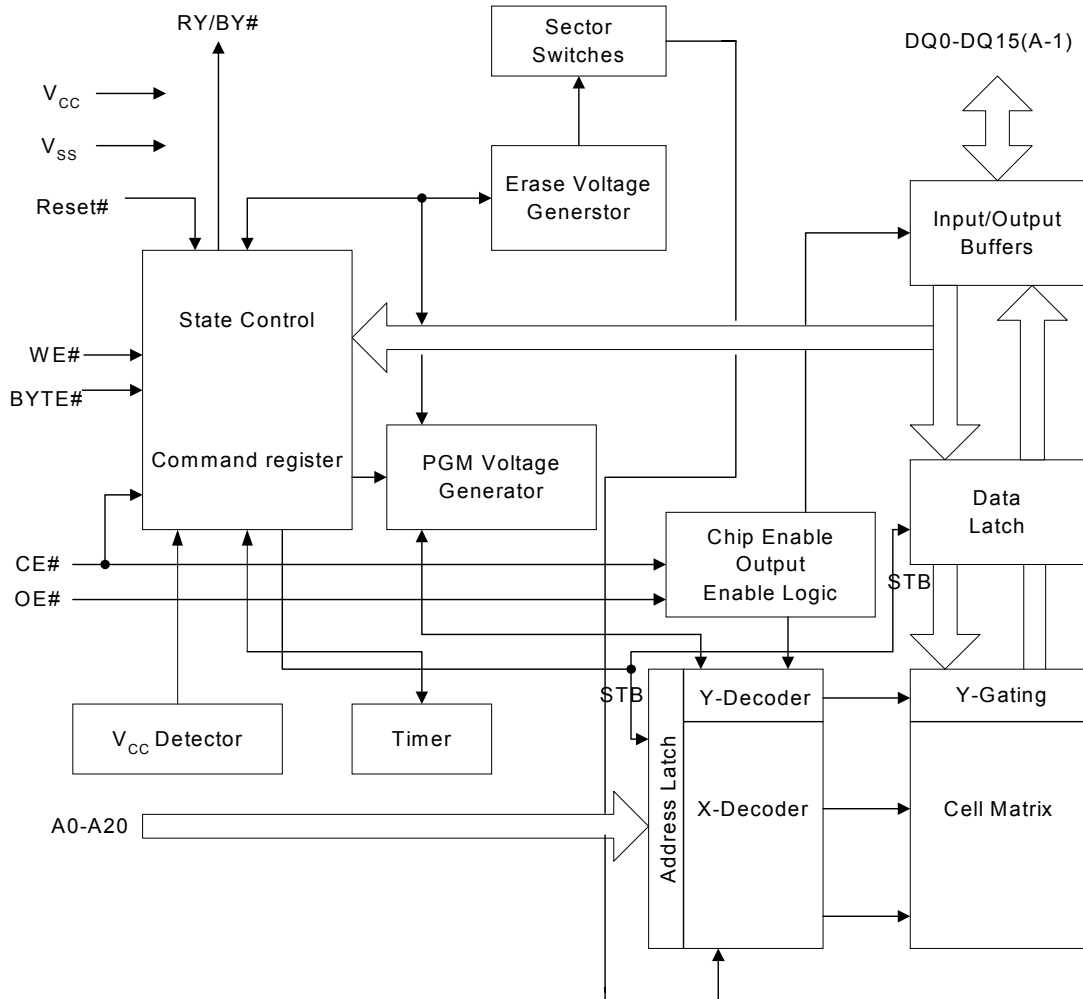 RY/BY#
Sector
Switches
DQ0-DQ15(A-1)
VCC
VSS
Reset#
Erase Voltage
Generstor
Input/Output
Buffers
State Control
WE#
BYTE#
Command register
PGM Voltage
Generator
Data
Latch
Chip Enable
Output
Enable Logic
CE#
OE#
STB
STB
Y-Decoder
Y-Gating
VCC Detector
Timer
Address Latch
X-Decoder
Cell Matrix
A0-A20